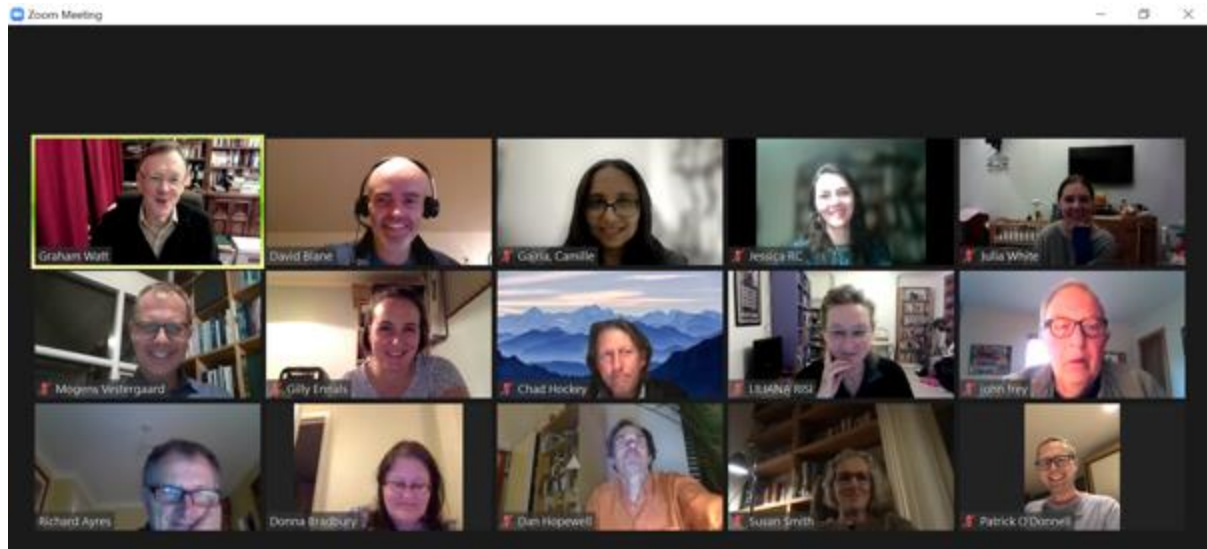 Zoom Meeting
Graham Watt
David Blane
Gajria, Camille
Jessica RC
Julia White
Mogens Vestergaard
Gilly Ennals
Chad Hockey
LILIANA RISI
john frey
Richard Ayres
Donna Bradbury
Dan Hopewell
Susan Smith
Patrick O'Donnell